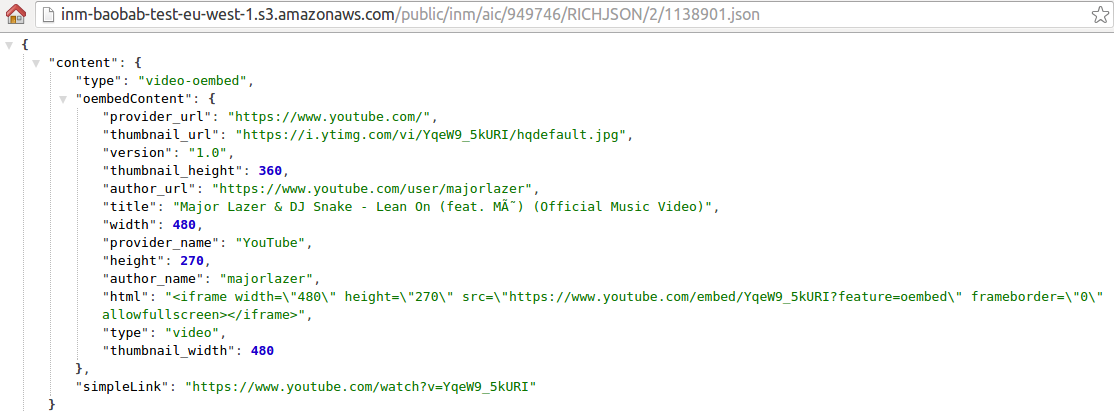 inm-baobab-test-eu-west-1.s3.amazonaws.com/public/inm/aic/949746/RICHJSON/2/1138901.json
{
"content": {
"type": "video-oembed",
"oembedContent": {
"provider_url": "https://www.youtube.com/",
"thumbnail_url": "https://i.ytimg.com/vi/YqeW9_5kURI/hqdefault.jpg",
"version": "1.0",
"thumbnail_height": 360,
"author_url": "https://www.youtube.com/user/majorlazer",
"title": "Major Lazer & DJ Snake - Lean On (feat. MÃ˜) (Official Music Video)",
"width": 480,
"provider_name": "YouTube",
"height": 270,
"author_name": "majorlazer",
"html": "<iframe width=\"480\" height=\"270\" src=\"https://www.youtube.com/embed/YqeW9_5kURI?feature=oembed\" frameborder=\"0\"
allowfullscreen></iframe>",
"type": "video",
"thumbnail_width": 480
},
"simpleLink": "https://www.youtube.com/watch?v=YqeW9_5kURI"
}